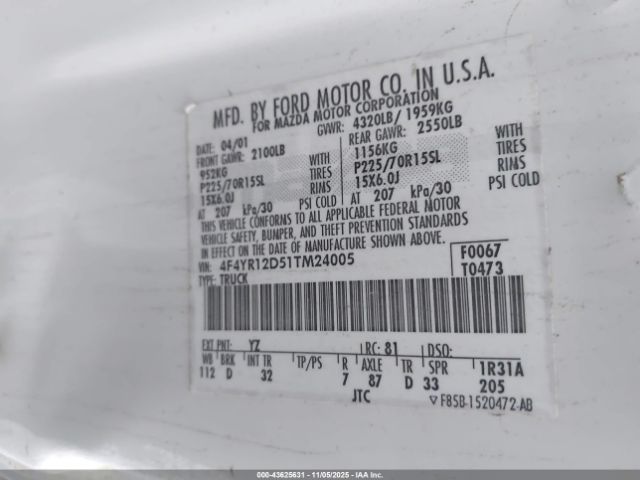 MFD. BY FORD MOTOR CO. IN U.S.A.
FOR MAZDA MOTOR CORPORATION
DATE: 04/01 GVWR: 4320LB/ 1959KG
FRONT GAWR: 2100LB REAR GAWR: 2550LB
952KG WITH 1156KG WITH
P225/70R15SL TIRES P225/70R15SL TIRES
15X6.0J RIMS 15X6.0J RIMS
AT 207 kPa/30 PSI COLD AT 207 kPa/30 PSI COLD
THIS VEHICLE CONFORMS TO ALL APPLICABLE FEDERAL MOTOR
VEHICLE SAFETY, BUMPER, AND THEFT PREVENTION STANDARDS
IN EFFECT ON THE DATE OF MANUFACTURE SHOWN ABOVE.
VIN: 4F4YR12D51TM24005 F0067
TYPE: TRUCK T0473
EXT PNT: YZ RC: 81 DSO:
WB BRK INT TR TP/PS R AXLE TR SPR 1R31A
112 D 32 7 87 D 33 205
JTC ▽F85B-1520472-AB
000-43625631 - 11/05/2025 - IAAI.COM